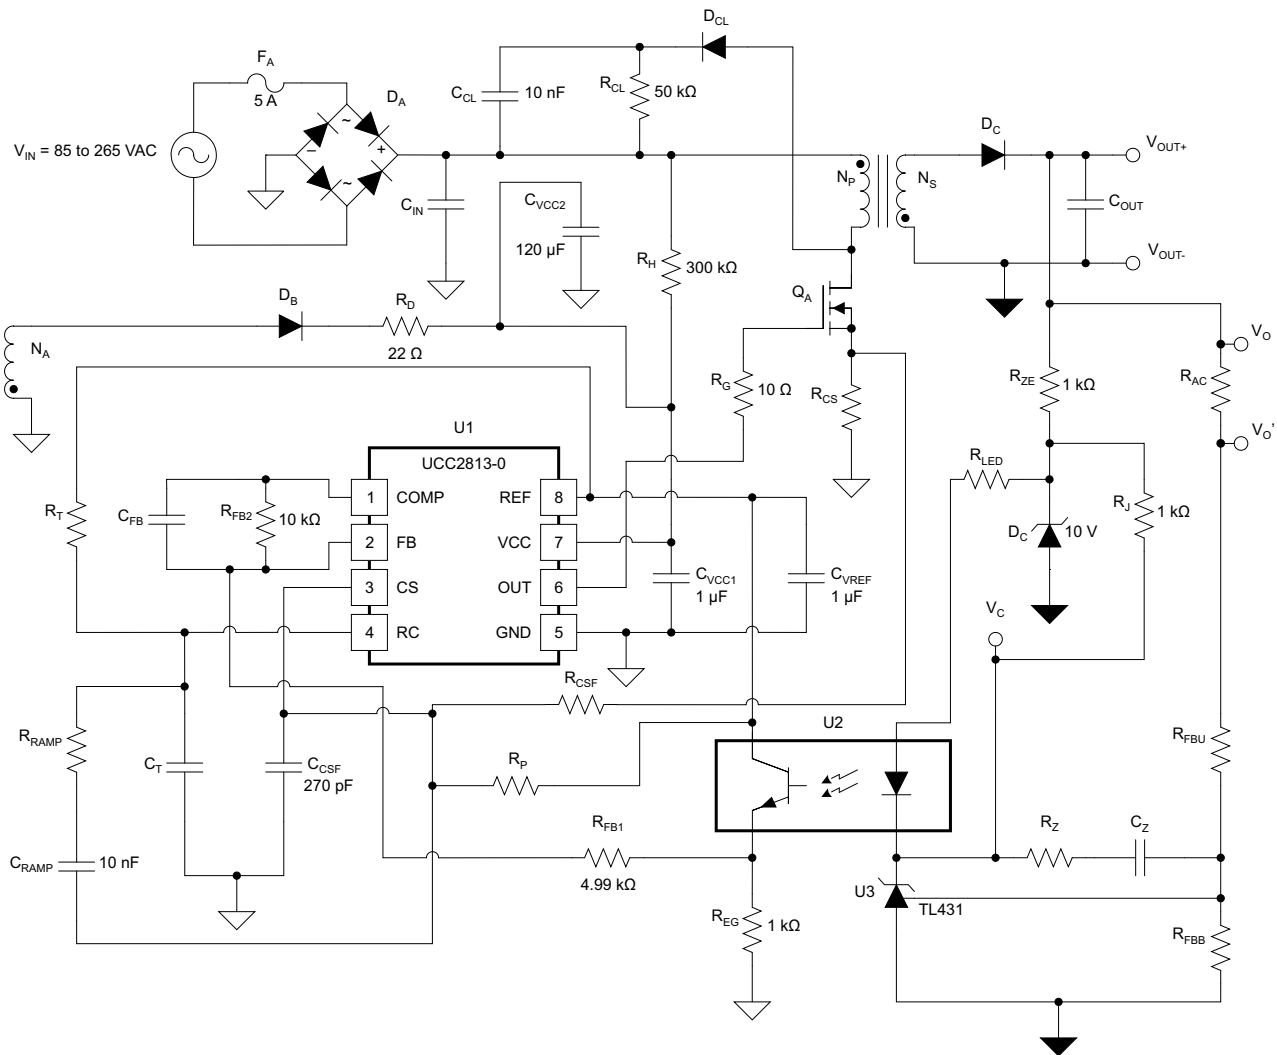 D_CL
F_A
5 A
D_A
C_CL
10 nF
R_CL
50 kΩ
V_IN = 85 to 265 VAC
~
–
+
~
D_C
V_OUT+
N_P
N_S
C_IN
C_VCC2
120 µF
C_OUT
R_H
300 kΩ
V_OUT-
Q_A
D_B
R_D
22 Ω
N_A
V_O
R_G
10 Ω
R_CS
R_ZE
1 kΩ
R_AC
V_O'
U1
UCC2813-0
R_LED
R_T
C_FB
R_FB2
10 kΩ
1 COMP
REF 8
2 FB
VCC 7
3 CS
OUT 6
4 RC
GND 5
C_VCC1
1 µF
C_VREF
1 µF
R_J
1 kΩ
D_C
10 V
V_C
R_CSF
U2
R_RAMP
C_T
C_CSF
270 pF
R_P
R_FBU
R_FB1
4.99 kΩ
R_Z
C_Z
C_RAMP
10 nF
U3
TL431
R_EG
1 kΩ
R_FBB